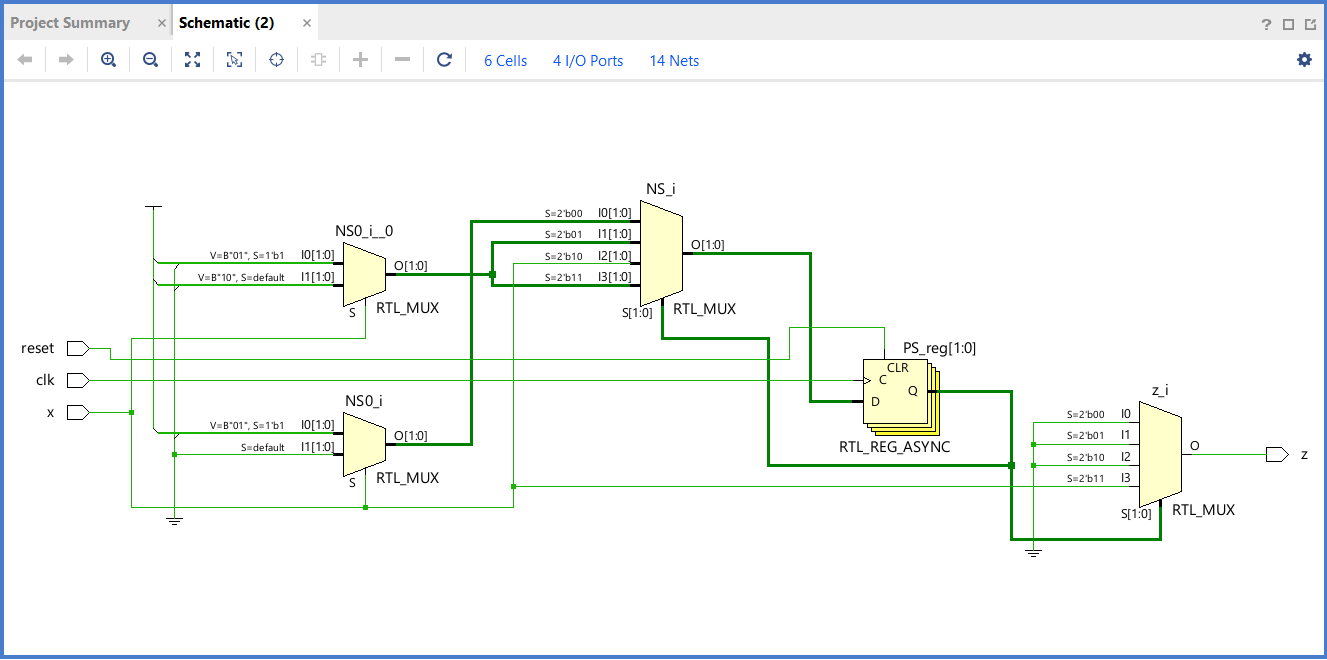 Project Summary × Schematic (2) × ?
6 Cells 4 I/O Ports 14 Nets
NS_i
S=2'b00 I0[1:0]
S=2'b01 I1[1:0]
O[1:0]
S=2'b10 I2[1:0]
S=2'b11 I3[1:0]
S[1:0] RTL_MUX
NS0_i__0
V=B"01", S=1'b1 I0[1:0]
O[1:0]
V=B"10", S=default I1[1:0]
S RTL_MUX
reset
clk
x
PS_reg[1:0]
CLR
C
Q
D
RTL_REG_ASYNC
NS0_i
V=B"01", S=1'b1 I0[1:0]
O[1:0]
S=default I1[1:0]
S RTL_MUX
z_i
S=2'b00 I0
S=2'b01 I1
O
S=2'b10 I2
S=2'b11 I3
S[1:0] RTL_MUX
z